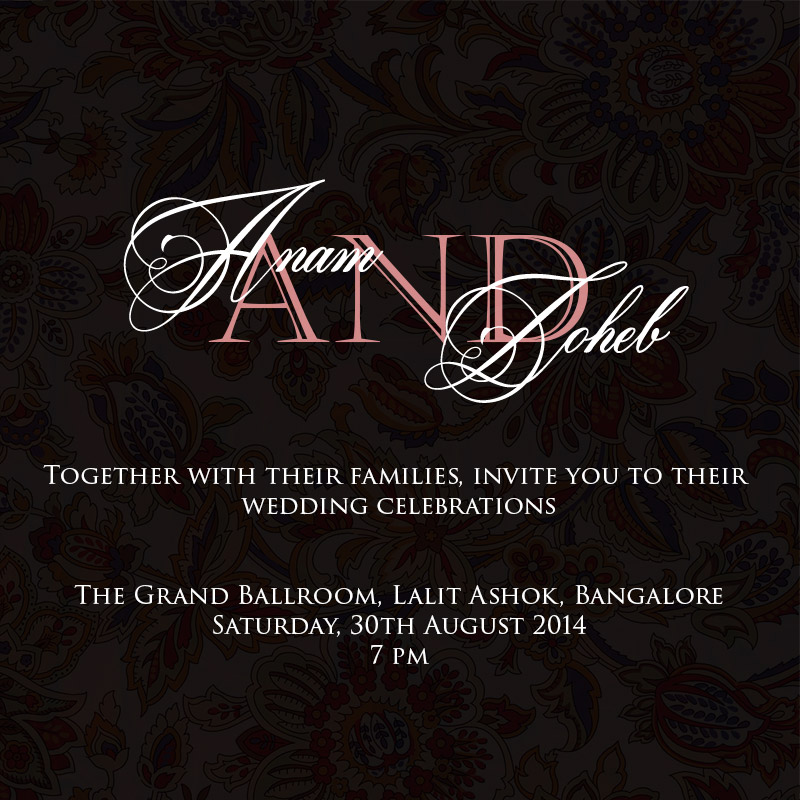 Anam
AND
Zoheb
Together with their families, invite you to their
wedding celebrations
The Grand Ballroom, Lalit Ashok, Bangalore
Saturday, 30th August 2014
7 pm